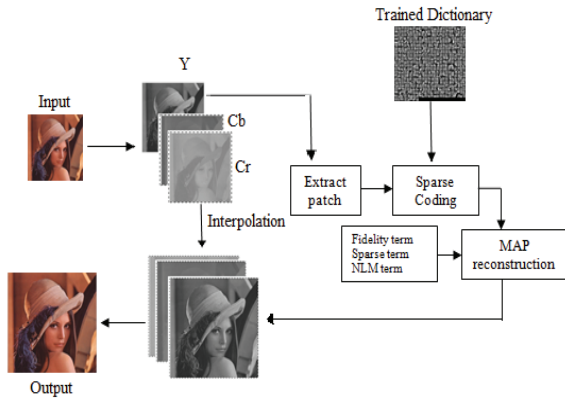 Trained Dictionary
Y
Input
Cb
Cr
Extract
patch
Sparse
Coding
Interpolation
Fidelity term
Sparse term
NLM term
MAP
reconstruction
Output